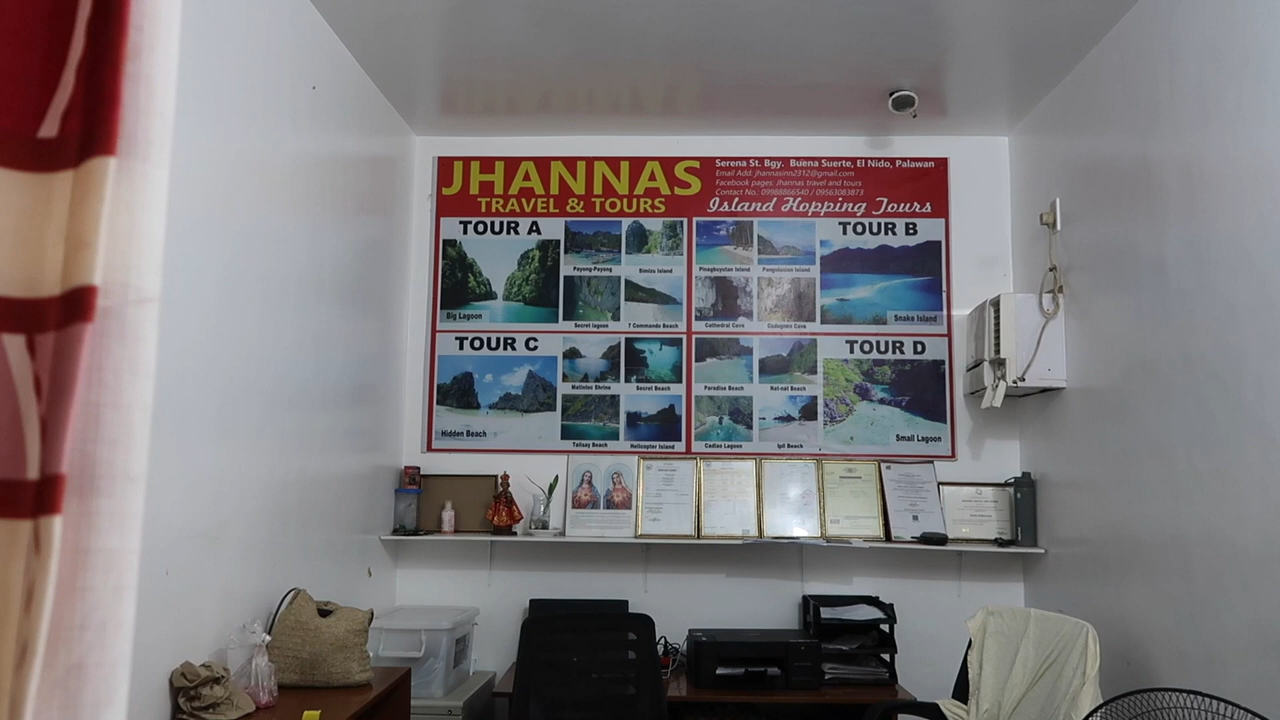 JHANNAS
TRAVEL & TOURS
Serena St. Bgy. Buena Suerte, El Nido, Palawan
Email Add: jhannasinn2312@gmail.com
Facebook pages: Jhannas travel and tours
Contact No.: 09988866540 / 09563083873
Island Hopping Tours
TOUR A
Big Lagoon
Payong-Payong
Simizu Island
Secret lagoon
7 Commando Beach
TOUR B
Pinagbuyutan Island
Pangulasian Island
Cathedral Cave
Cudugnon Cave
Snake Island
TOUR C
Hidden Beach
Matinloc Shrine
Secret Beach
Talisay Beach
Helicopter Island
TOUR D
Paradise Beach
Nat-nat Beach
Cadlao Lagoon
Ipil Beach
Small Lagoon